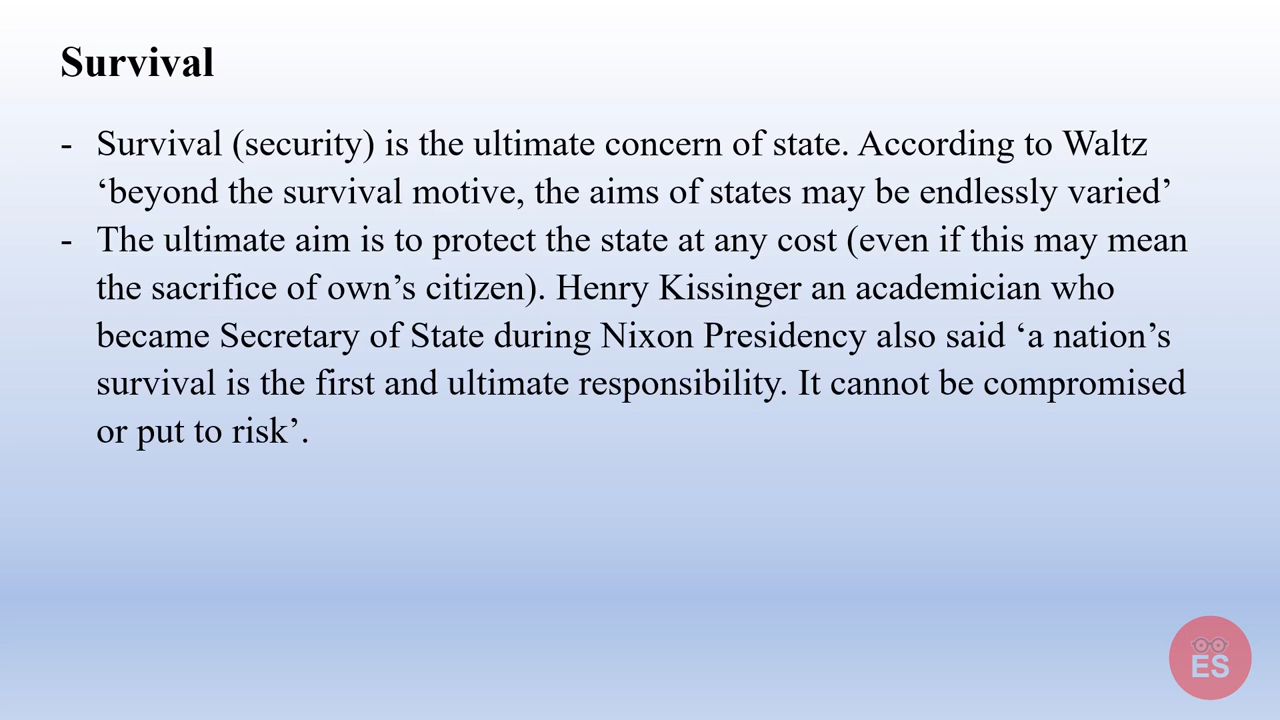 Survival
- Survival (security) is the ultimate concern of state. According to Waltz
‘beyond the survival motive, the aims of states may be endlessly varied’
- The ultimate aim is to protect the state at any cost (even if this may mean
the sacrifice of own’s citizen). Henry Kissinger an academician who
became Secretary of State during Nixon Presidency also said ‘a nation’s
survival is the first and ultimate responsibility. It cannot be compromised
or put to risk’.
ES